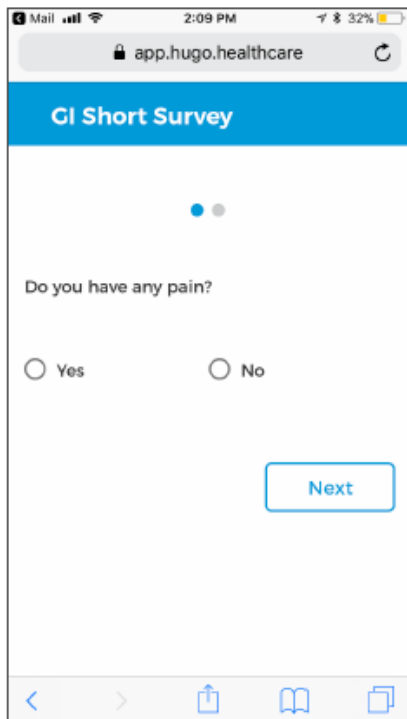 Mail 2:09 PM 32%
app.hugo.healthcare
GI Short Survey
Do you have any pain?
Yes No
Next